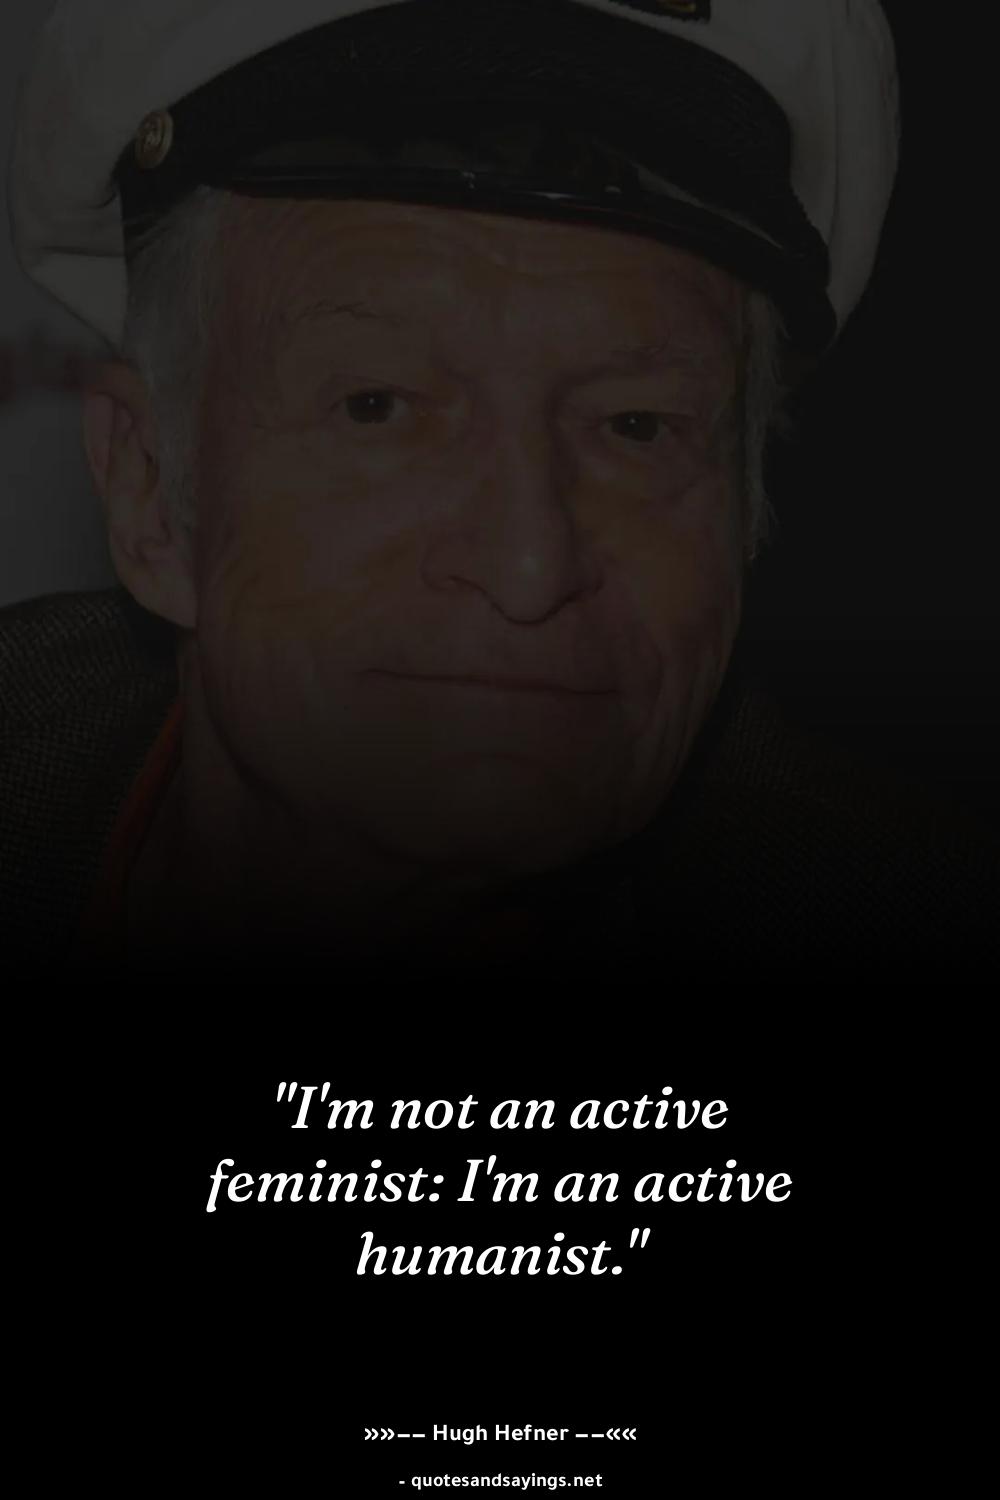 "I'm not an active
feminist: I'm an active
humanist."
»»−− Hugh Hefner −−««
- quotesandsayings.net